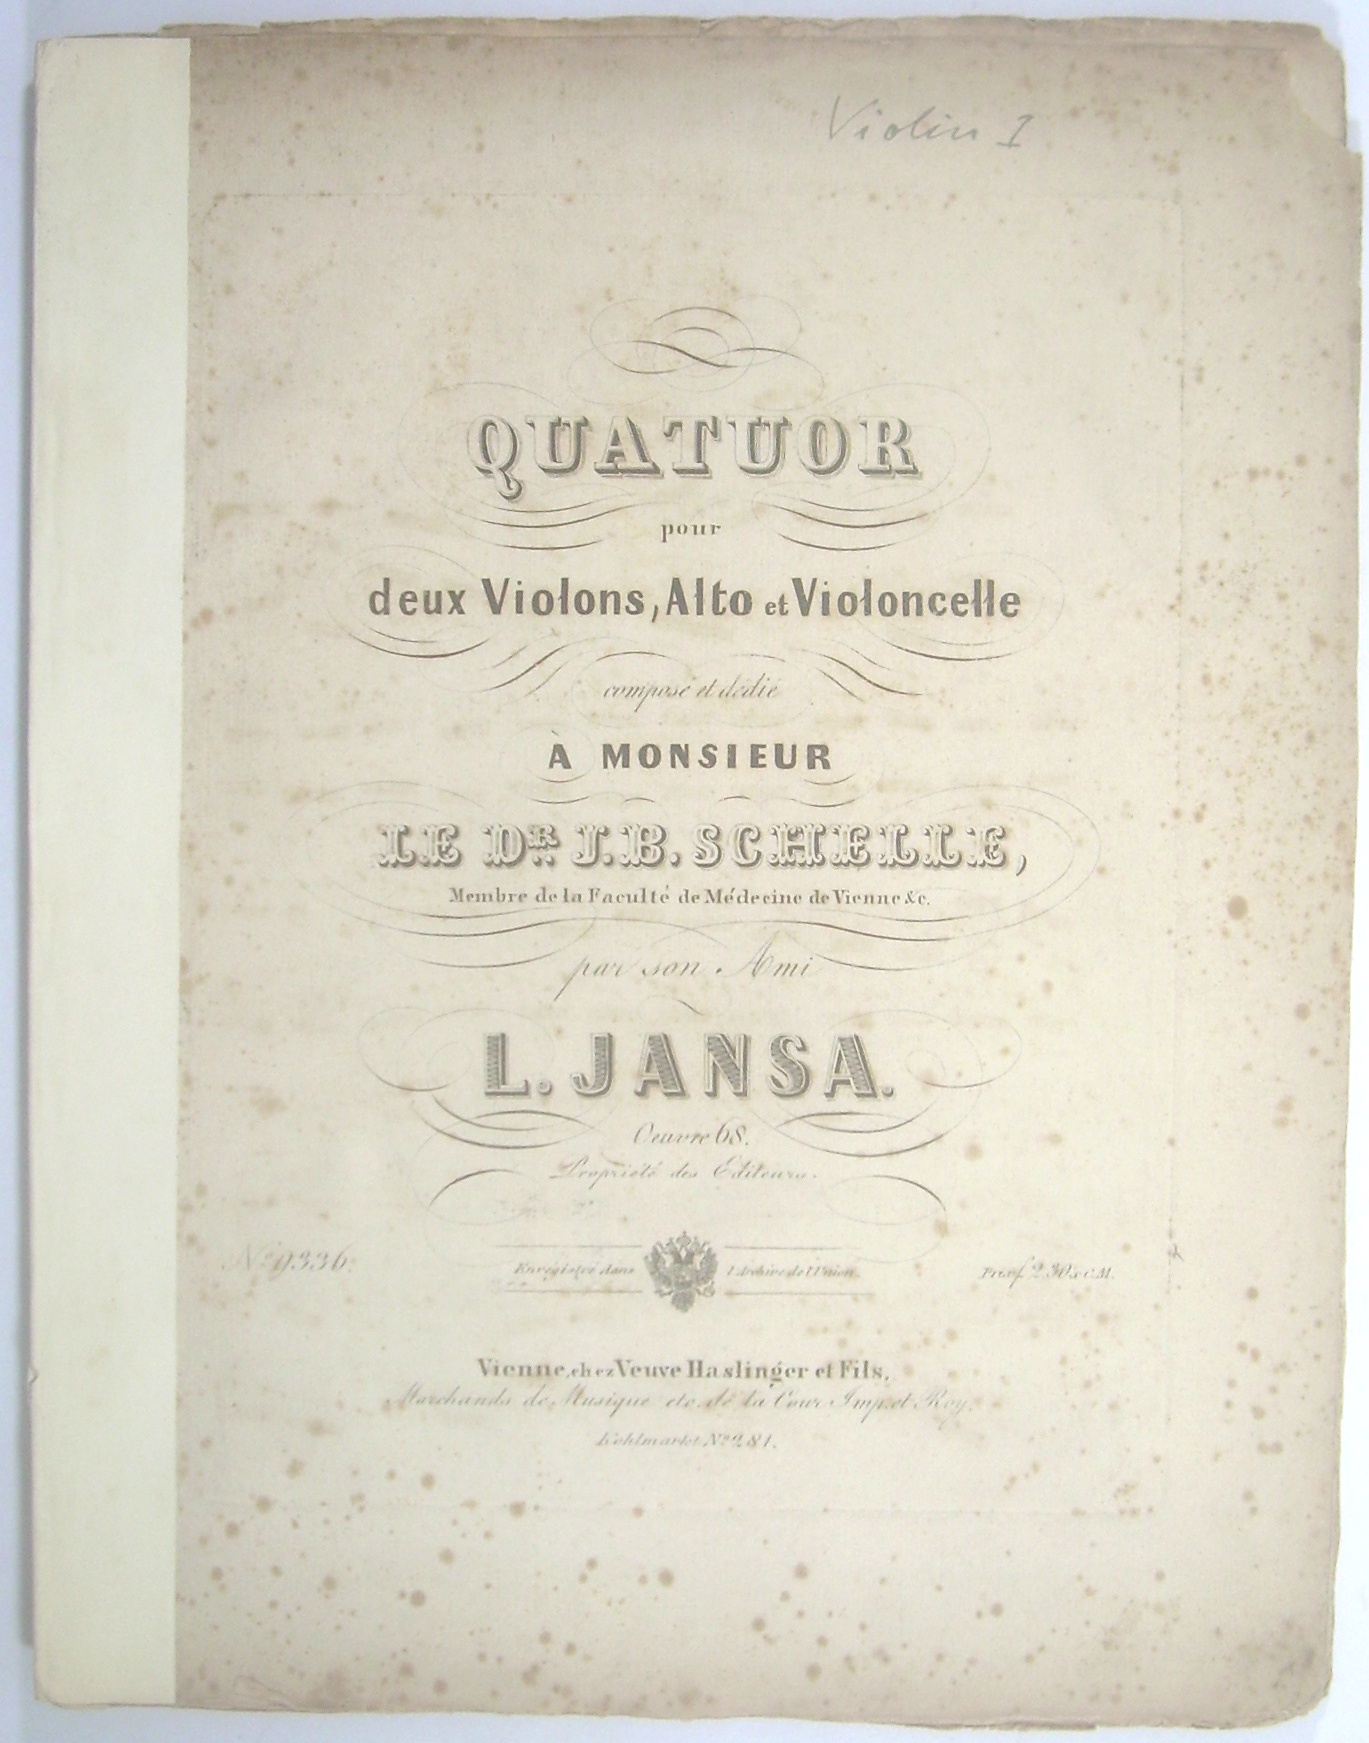 Violin I
QUATUOR
pour
deux Violons, Alto et Violoncelle
composé et dédié
À MONSIEUR
LE DR. J. B. SCHELLE,
Membre de la Faculté de Médecine de Vienne &c.
par son Ami
L. JANSA.
Oeuvre 68.
Propriété des Editeurs.
No. 9336.
Enregistré dans l'Archive de l'Union.
Prix f 2 30 x C.M.
Vienne, chez Veuve Haslinger et Fils,
Marchands de Musique etc. de la Cour Imp. et Roy.
Kohlmarkt No. 281.